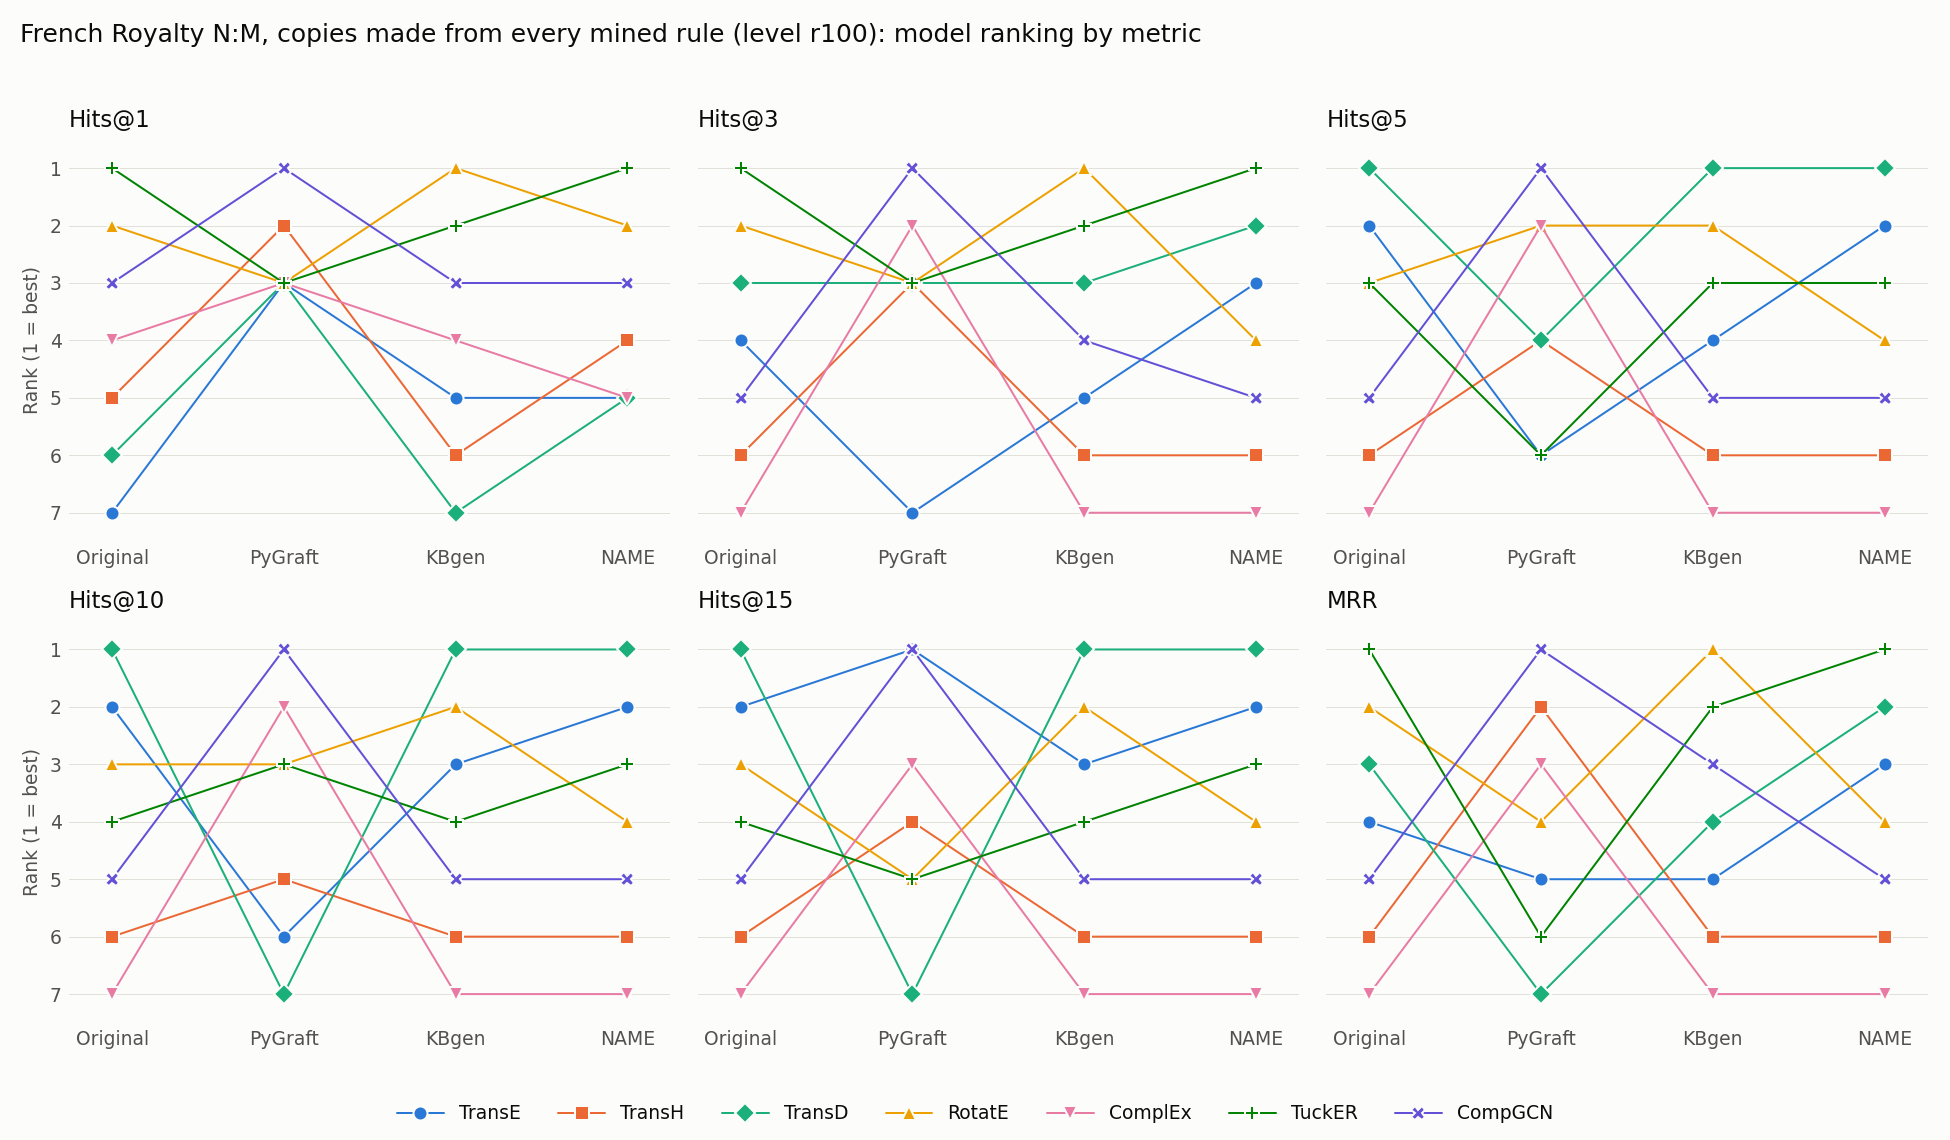 French Royalty N:M, copies made from every mined rule (level r100): model ranking by metric
Hits@1
Hits@3
Hits@5
Rank (1 = best)
1
2
3
4
5
6
7
Original PyGraft KBgen NAME
Original PyGraft KBgen NAME
Original PyGraft KBgen NAME
Hits@10
Hits@15
MRR
Rank (1 = best)
1
2
3
4
5
6
7
Original PyGraft KBgen NAME
Original PyGraft KBgen NAME
Original PyGraft KBgen NAME
TransE TransH TransD RotatE ComplEx TuckER CompGCN